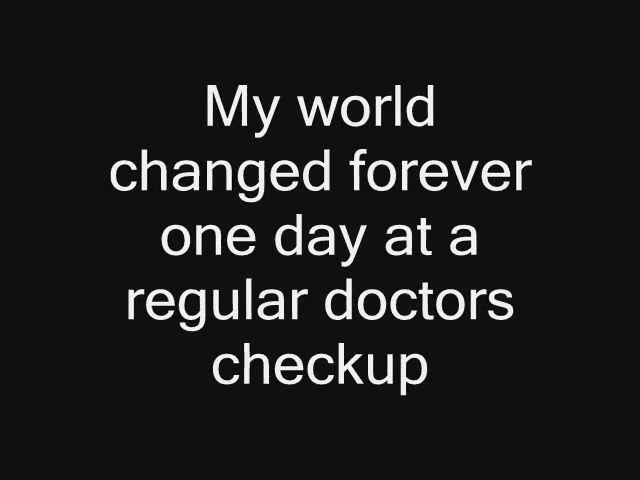 My world
changed forever
one day at a
regular doctors
checkup